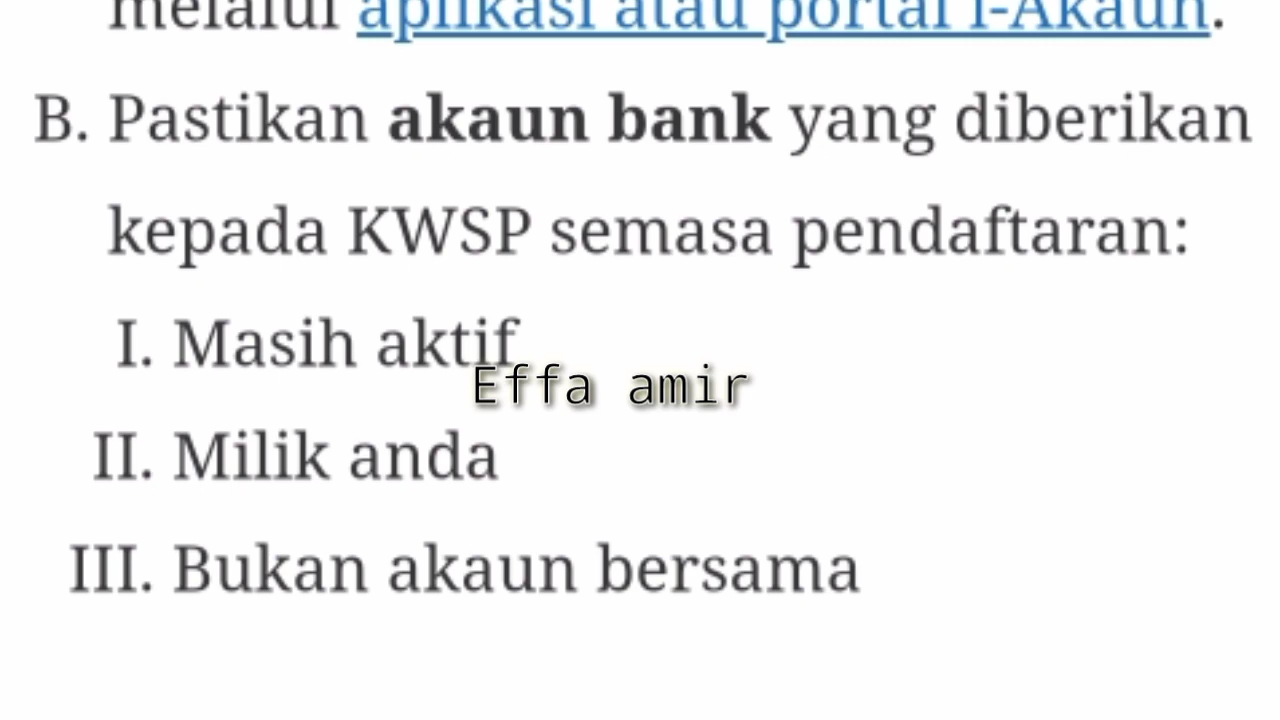 melalui aplikasi atau portal i-Akaun.
B. Pastikan akaun bank yang diberikan
kepada KWSP semasa pendaftaran:
I. Masih aktif
Effa amir
II. Milik anda
III. Bukan akaun bersama